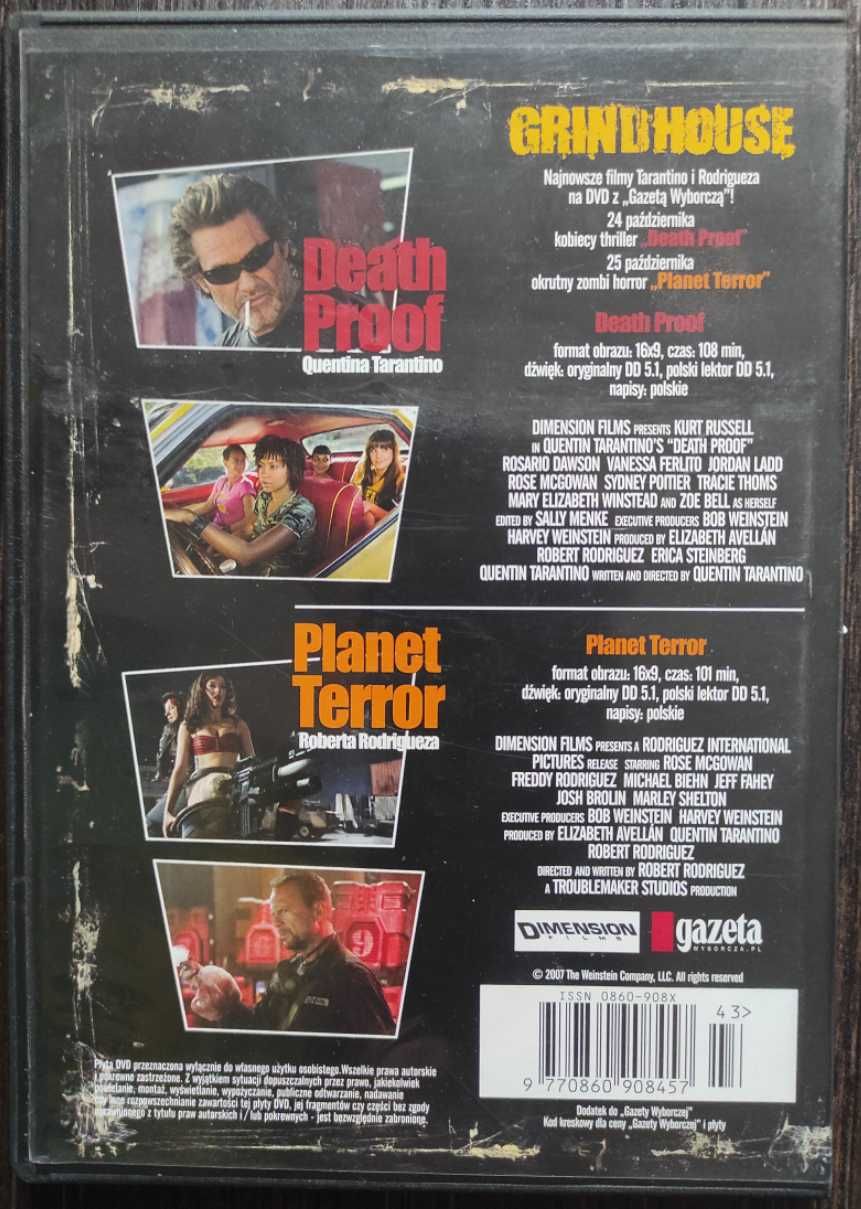 GRINDHOUSE
Najnowsze filmy Tarantino i Rodrigueza
na DVD z „Gazetą Wyborczą"!
24 października
kobiecy thriller „Death Proof"
25 października
okrutny zombi horror „Planet Terror"
Death
Proof
Quentina Tarantino
Death Proof
format obrazu: 16x9, czas: 108 min,
dźwięk: oryginalny DD 5.1, polski lektor DD 5.1,
napisy: polskie
DIMENSION FILMS PRESENTS KURT RUSSELL
IN QUENTIN TARANTINO'S "DEATH PROOF"
ROSARIO DAWSON VANESSA FERLITO JORDAN LADD
ROSE MCGOWAN SYDNEY POITIER TRACIE THOMS
MARY ELIZABETH WINSTEAD AND ZOE BELL AS HERSELF
EDITED BY SALLY MENKE EXECUTIVE PRODUCERS BOB WEINSTEIN
HARVEY WEINSTEIN PRODUCED BY ELIZABETH AVELLÁN
ROBERT RODRIGUEZ ERICA STEINBERG
QUENTIN TARANTINO WRITTEN AND DIRECTED BY QUENTIN TARANTINO
Planet
Terror
Roberta Rodrigueza
Planet Terror
format obrazu: 16x9, czas: 101 min,
dźwięk: oryginalny DD 5.1, polski lektor DD 5.1,
napisy: polskie
DIMENSION FILMS PRESENTS A RODRIGUEZ INTERNATIONAL
PICTURES RELEASE STARRING ROSE MCGOWAN
FREDDY RODRIGUEZ MICHAEL BIEHN JEFF FAHEY
JOSH BROLIN MARLEY SHELTON
EXECUTIVE PRODUCERS BOB WEINSTEIN HARVEY WEINSTEIN
PRODUCED BY ELIZABETH AVELLÁN QUENTIN TARANTINO
ROBERT RODRIGUEZ
DIRECTED AND WRITTEN BY ROBERT RODRIGUEZ
A TROUBLEMAKER STUDIOS PRODUCTION
DIMENSION
FILMS
gazeta
WYBORCZA.PL
© 2007 The Weinstein Company, LLC. All rights reserved
ISSN 0860-908X
43>
9 770860 908457
Dodatek do „Gazety Wyborczej"
Kod kreskowy dla ceny „Gazety Wyborczej" i płyty
Płyta DVD przeznaczona wyłącznie do własnego użytku osobistego.Wszelkie prawa autorskie
i pokrewne zastrzeżone. Z wyjątkiem sytuacji dopuszczalnych przez prawo, jakiekolwiek
powielanie, montaż, wyświetlanie, wypożyczanie, publiczne odtwarzanie, nadawanie
czy inne rozpowszechnianie zawartości tej płyty DVD, jej fragmentów czy części bez zgody
uprawnionego z tytułu praw autorskich i/lub pokrewnych - jest bezwzględnie zabronione.